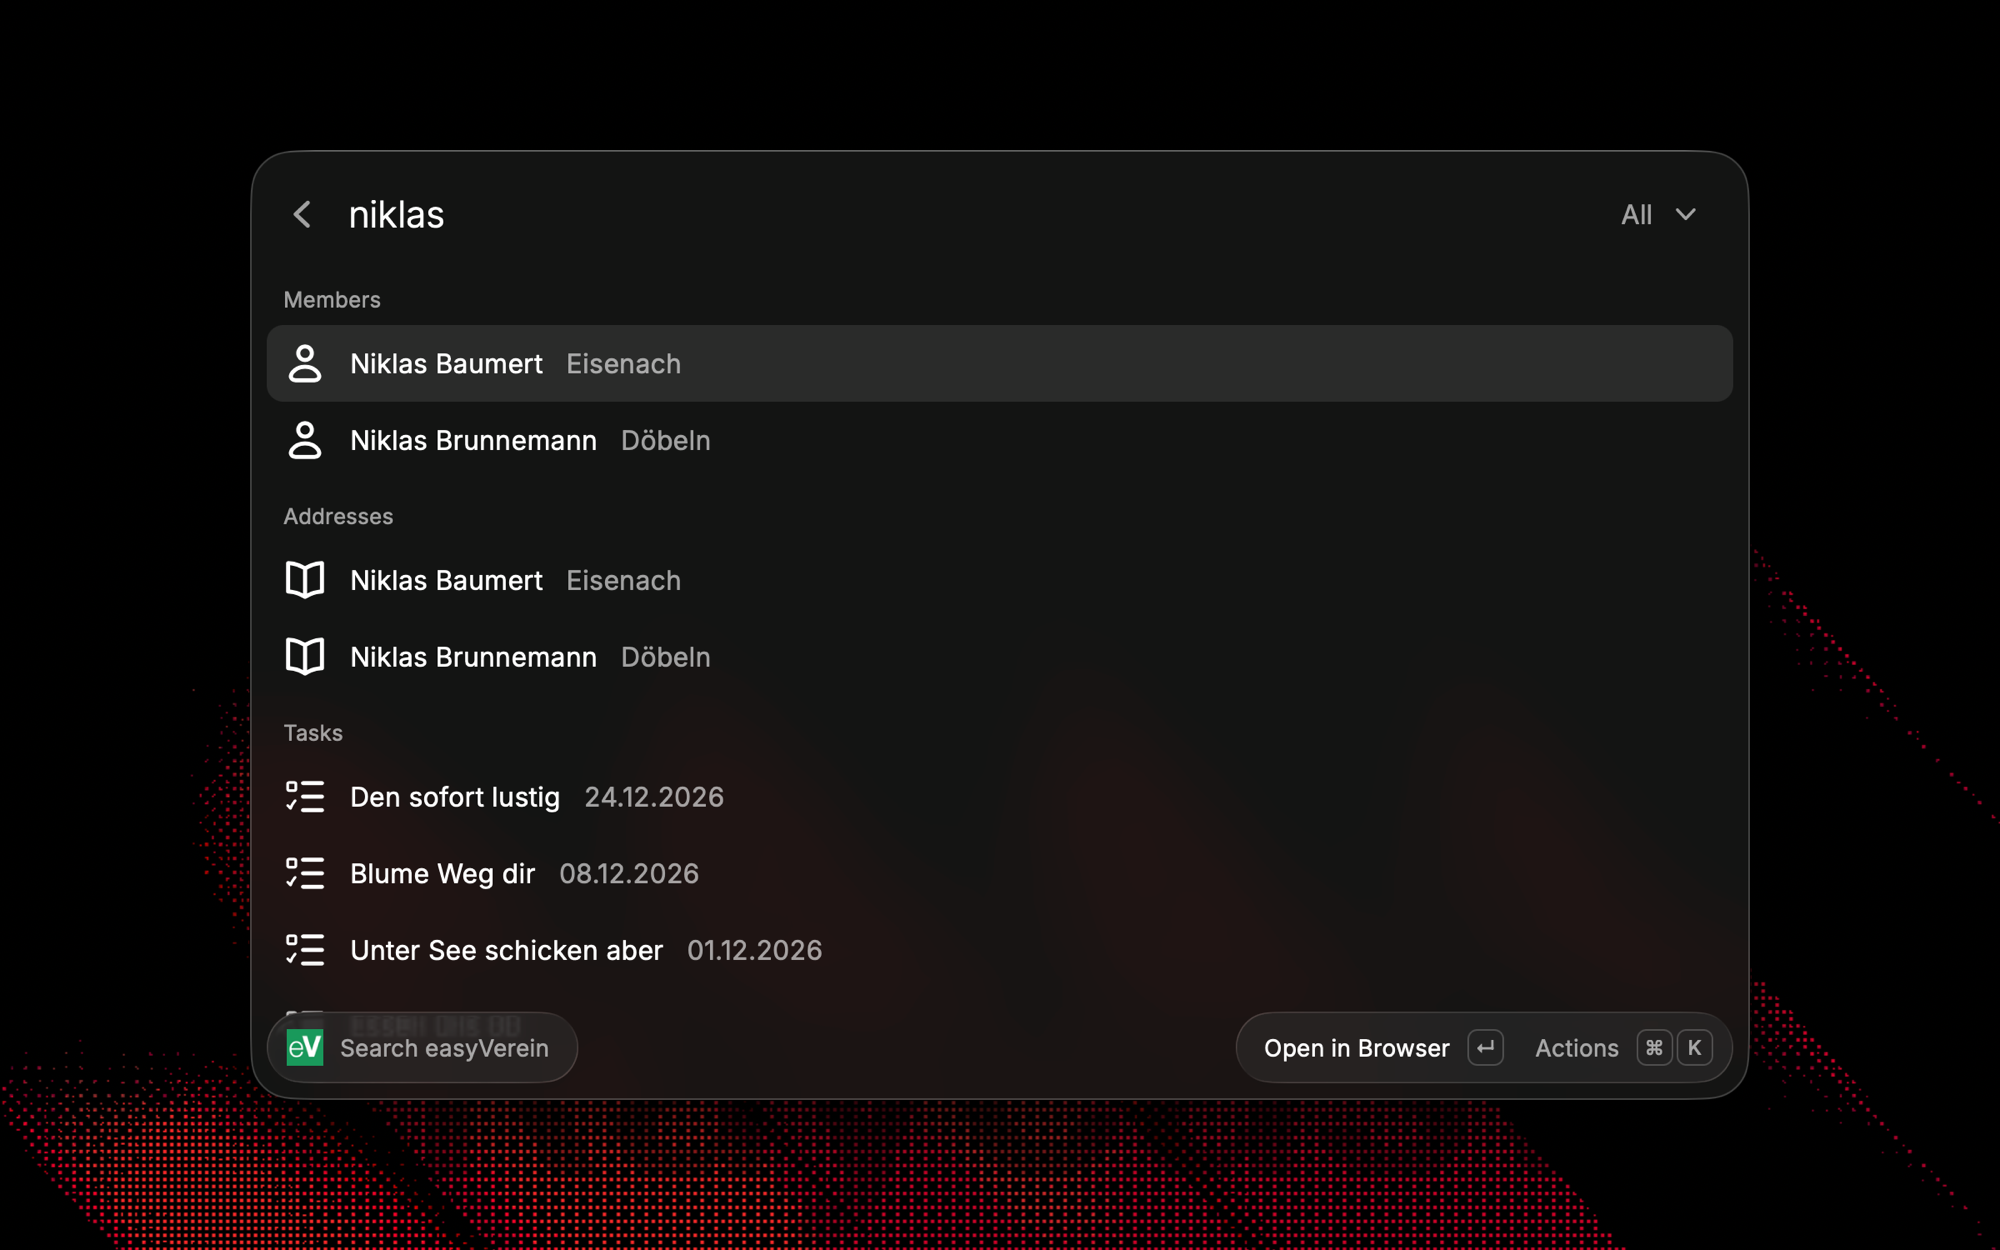 niklas
All
Members
Niklas Baumert Eisenach
Niklas Brunnemann Döbeln
Addresses
Niklas Baumert Eisenach
Niklas Brunnemann Döbeln
Tasks
Den sofort lustig 24.12.2026
Blume Weg dir 08.12.2026
Unter See schicken aber 01.12.2026
eV Search easyVerein
Open in Browser ↵ Actions ⌘ K